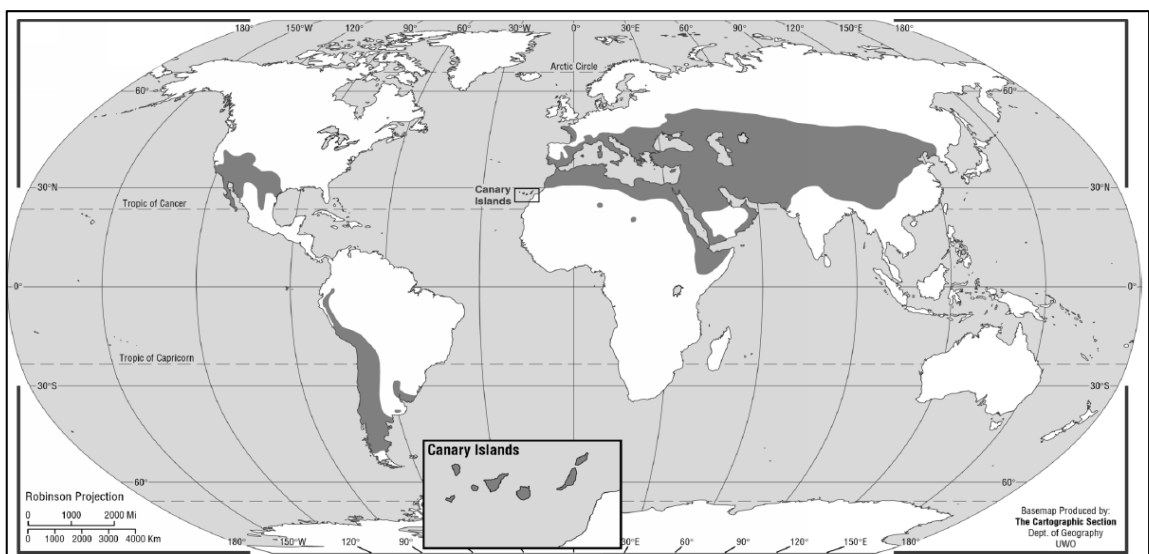 180° 150°W 120°W 90°W 60°W 30°W 0° 30°E 60°E 90°E 120°E 150°E 180°
Arctic Circle
60° 60°
30°N 30°N
Canary
Islands
Tropic of Cancer
0° 0°
Tropic of Capricorn
30°S 30°S
Canary Islands
60° 60°
Robinson Projection
0 1000 2000 Mi
0 1000 2000 3000 4000 Km
Basemap Produced by:
The Cartographic Section
Dept. of Geography
UWO
180° 150°W 120°W 90°W 60°E 90°E 120°E 150°E 180°